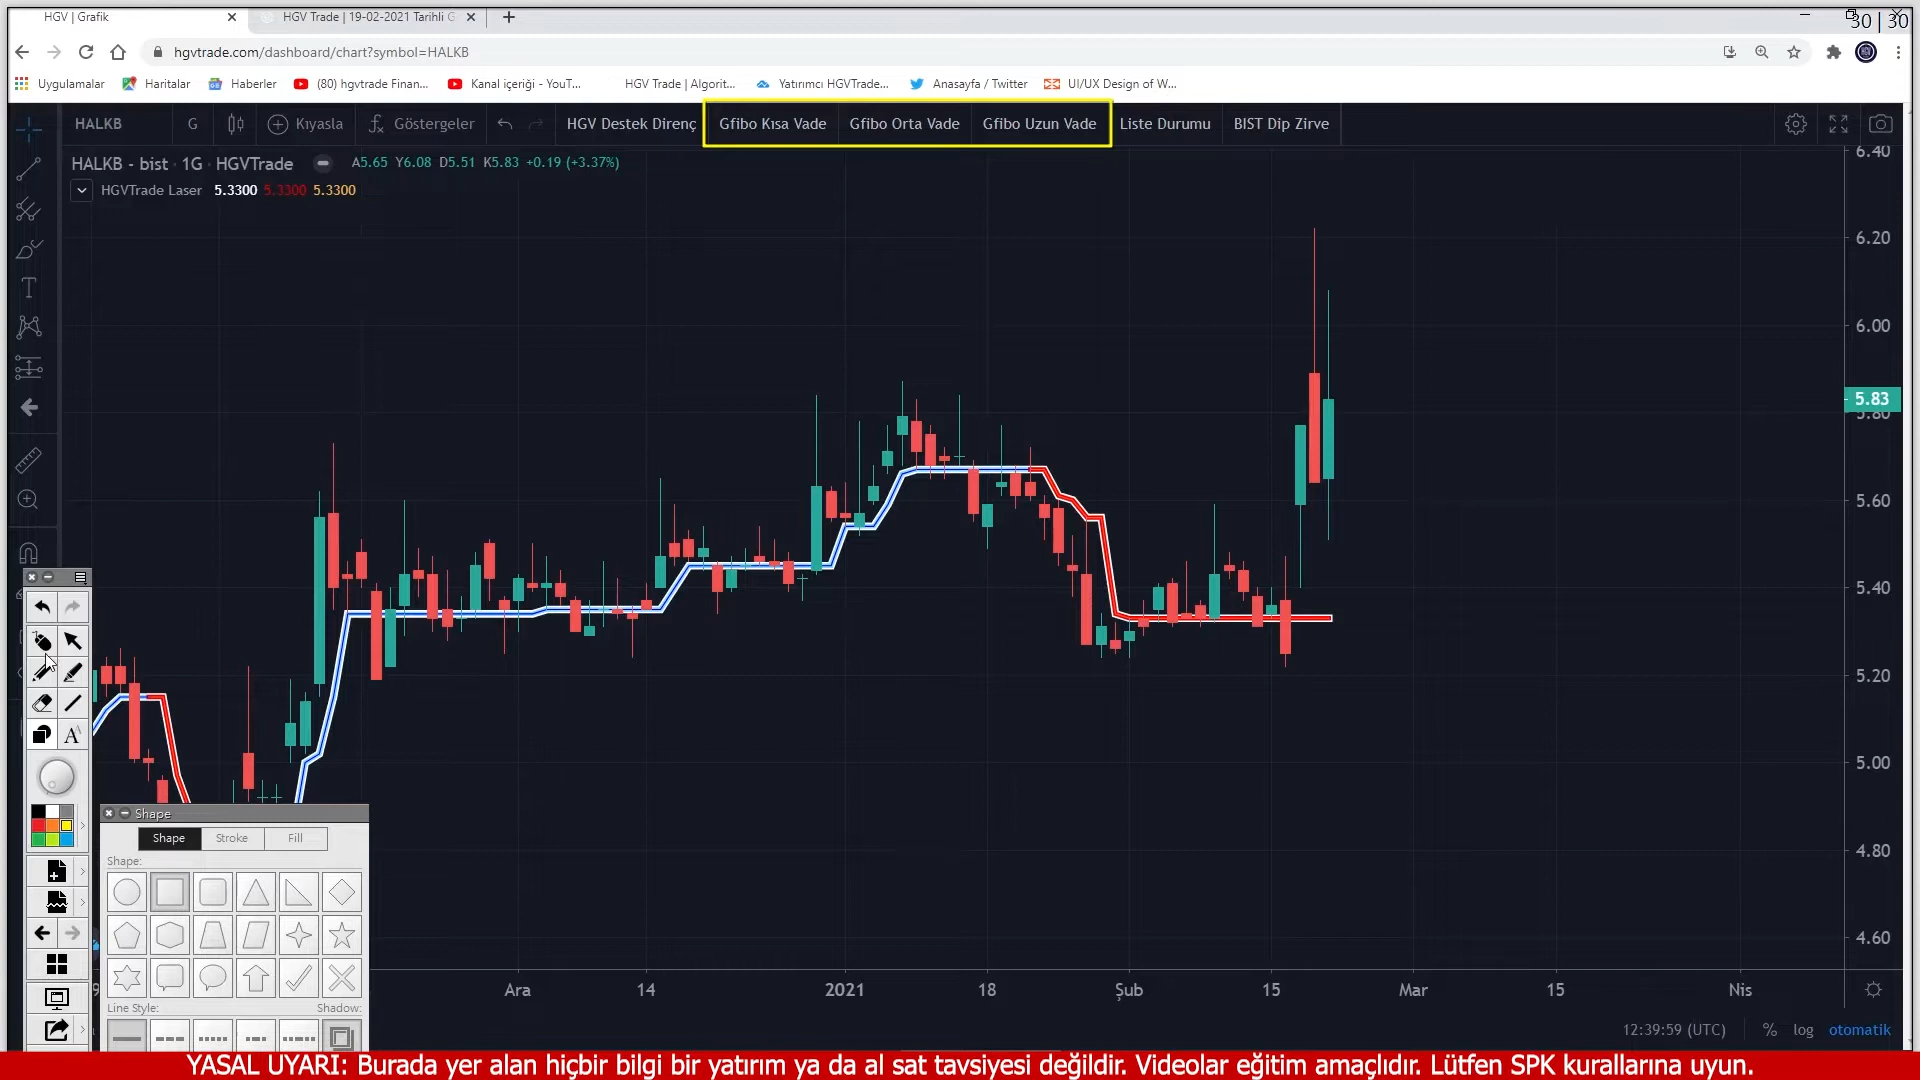 HGV | Grafik
HGV Trade | 19-02-2021 Tarihli G
30 | 30
hgvtrade.com/dashboard/chart?symbol=HALKB
Uygulamalar
Haritalar
Haberler
(80) hgvtrade Finan...
Kanal içeriği - YouT...
HGV Trade | Algorit...
Yatırımcı HGVTrade...
Anasayfa / Twitter
UI/UX Design of W...
HALKB
G
Kıyasla
Göstergeler
HGV Destek Direnç
Gfibo Kısa Vade
Gfibo Orta Vade
Gfibo Uzun Vade
Liste Durumu
BIST Dip Zirve
HALKB - bist · 1G · HGVTrade
A5.65 Y6.08 D5.51 K5.83 +0.19 (+3.37%)
HGVTrade Laser 5.3300 5.3300 5.3300
6.40
6.20
6.00
5.83
5.80
5.60
5.40
5.20
5.00
4.80
4.60
Shape
Shape
Stroke
Fill
Shape:
Line Style:
Shadow:
9
Ara
14
2021
18
Şub
15
Mar
15
Nis
12:39:59 (UTC)
%
log
otomatik
YASAL UYARI: Burada yer alan hiçbir bilgi bir yatırım ya da al sat tavsiyesi değildir. Videolar eğitim amaçlıdır. Lütfen SPK kurallarına uyun.